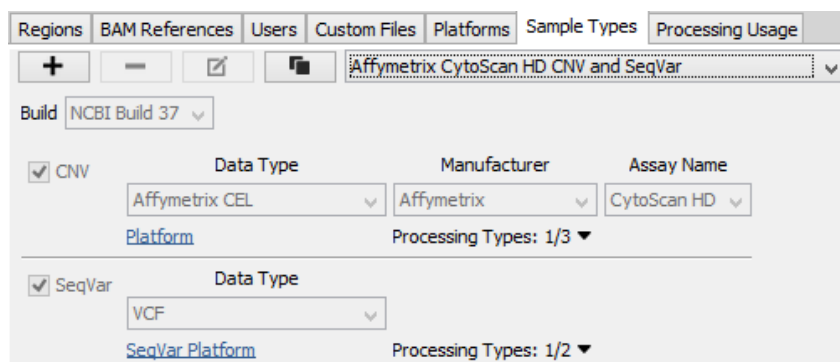 Regions BAM References Users Custom Files Platforms Sample Types Processing Usage
Affymetrix CytoScan HD CNV and SeqVar
Build NCBI Build 37
CNV Data Type Manufacturer Assay Name
Affymetrix CEL Affymetrix CytoScan HD
Platform Processing Types: 1/3
SeqVar Data Type
VCF
SeqVar Platform Processing Types: 1/2